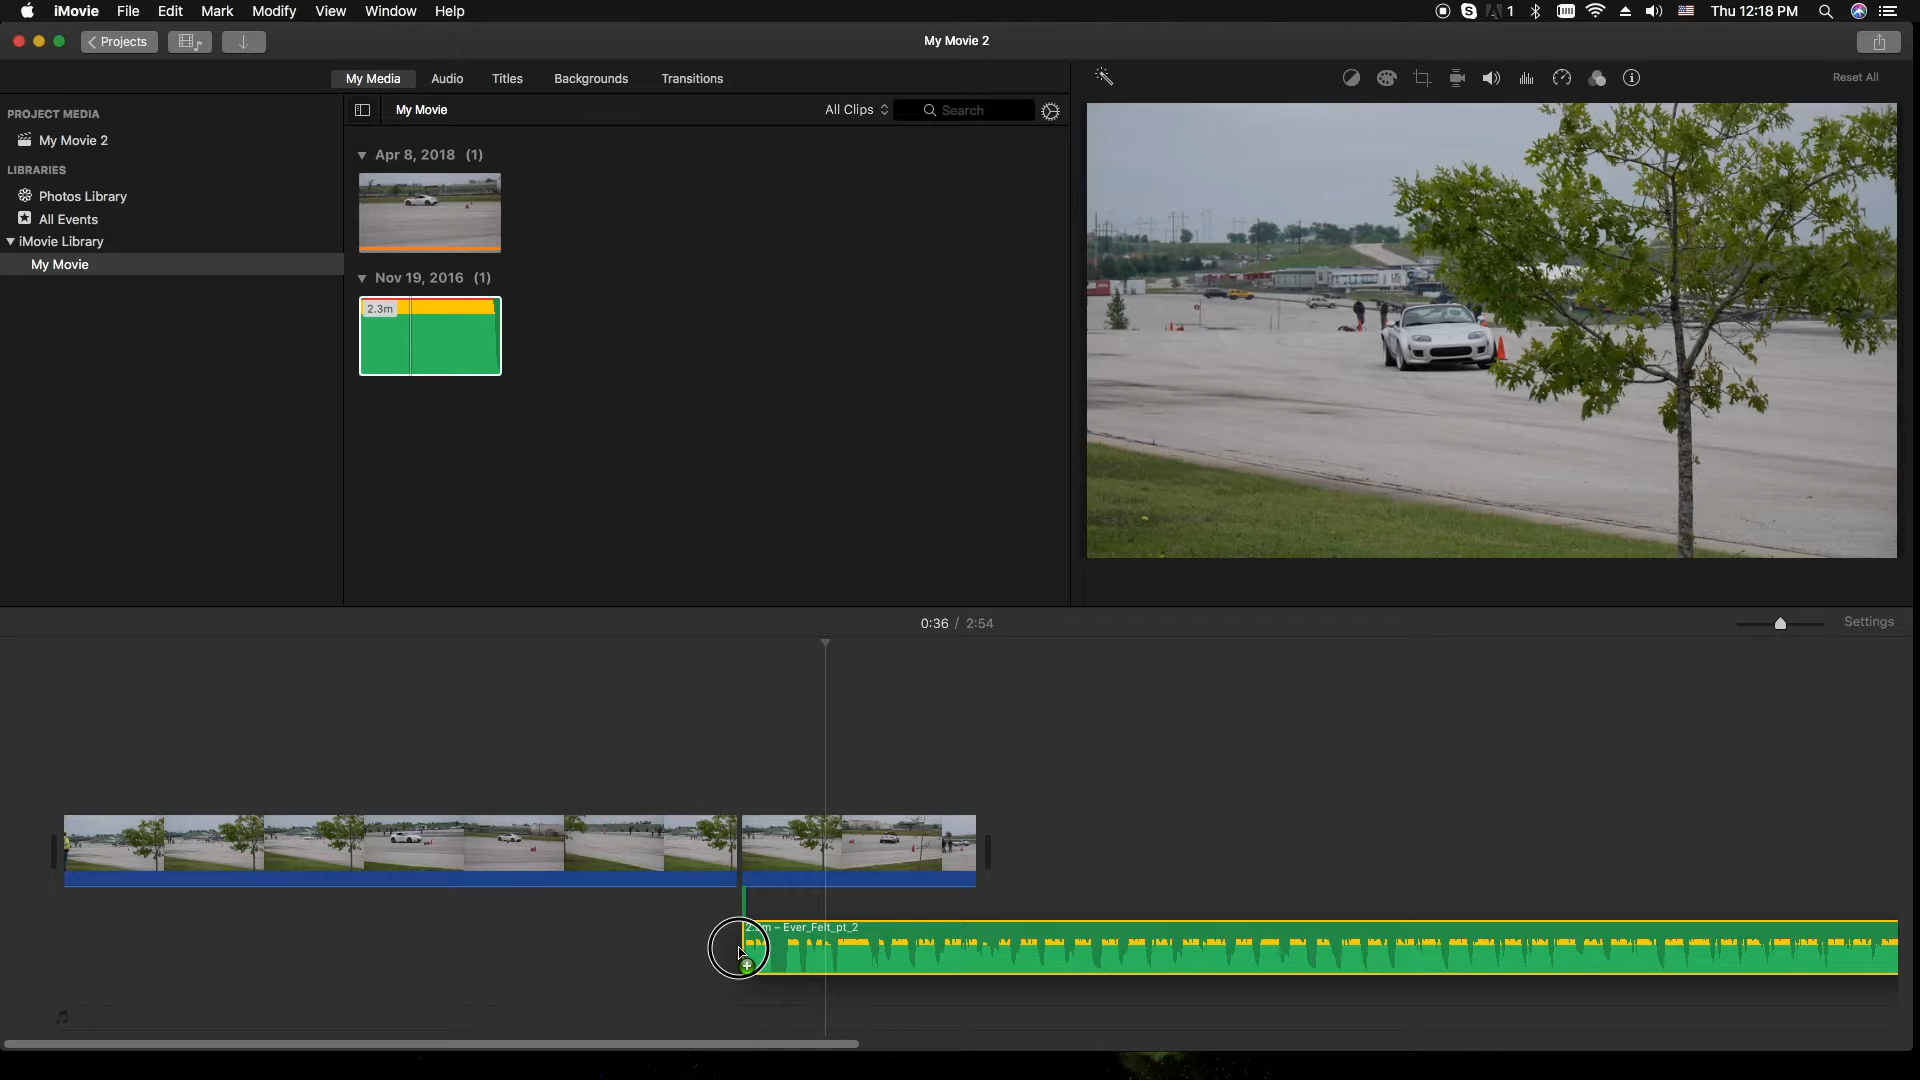 iMovie File Edit Mark Modify View Window Help 1 Thu 12:18 PM
Projects My Movie 2
My Media Audio Titles Backgrounds Transitions Reset All
PROJECT MEDIA
My Movie 2
LIBRARIES
Photos Library
All Events
iMovie Library
My Movie
My Movie All Clips Search
Apr 8, 2018 (1)
Nov 19, 2016 (1)
2.3m
0:36 / 2:54 Settings
2.3m – Ever_Felt_pt_2